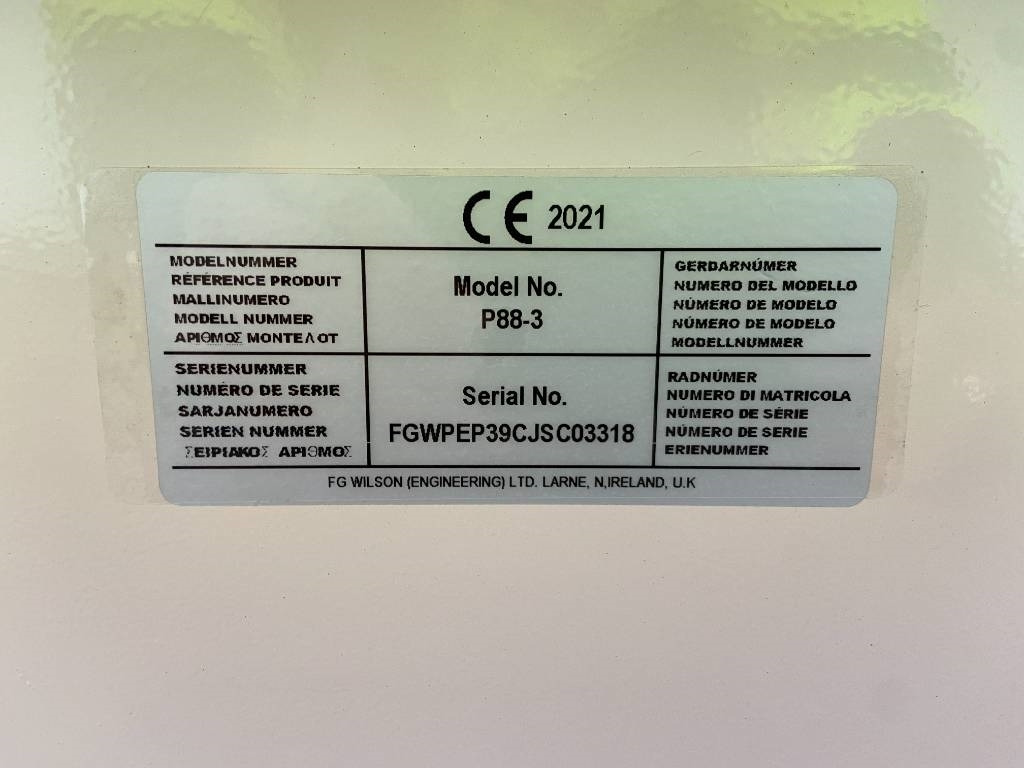 CE 2021
MODELNUMMER
RÉFÉRENCE PRODUIT
MALLINUMERO
MODELL NUMMER
ΑΡΙΘΜΟΣ ΜΟΝΤΕΛΟΤ
Model No.
P88-3
GERDARNÚMER
NUMERO DEL MODELLO
NÚMERO DE MODELO
NÚMERO DE MODELO
MODELLNUMMER
SERIENUMMER
NUMÉRO DE SERIE
SARJANUMERO
SERIEN NUMMER
ΣΕΙΡΙΑΚΟΣ ΑΡΙΘΜΟΣ
Serial No.
FGWPEP39CJSC03318
RADNÚMER
NUMERO DI MATRICOLA
NÚMERO DE SÉRIE
NÚMERO DE SERIE
ERIENUMMER
FG WILSON (ENGINEERING) LTD. LARNE, N,IRELAND, U.K